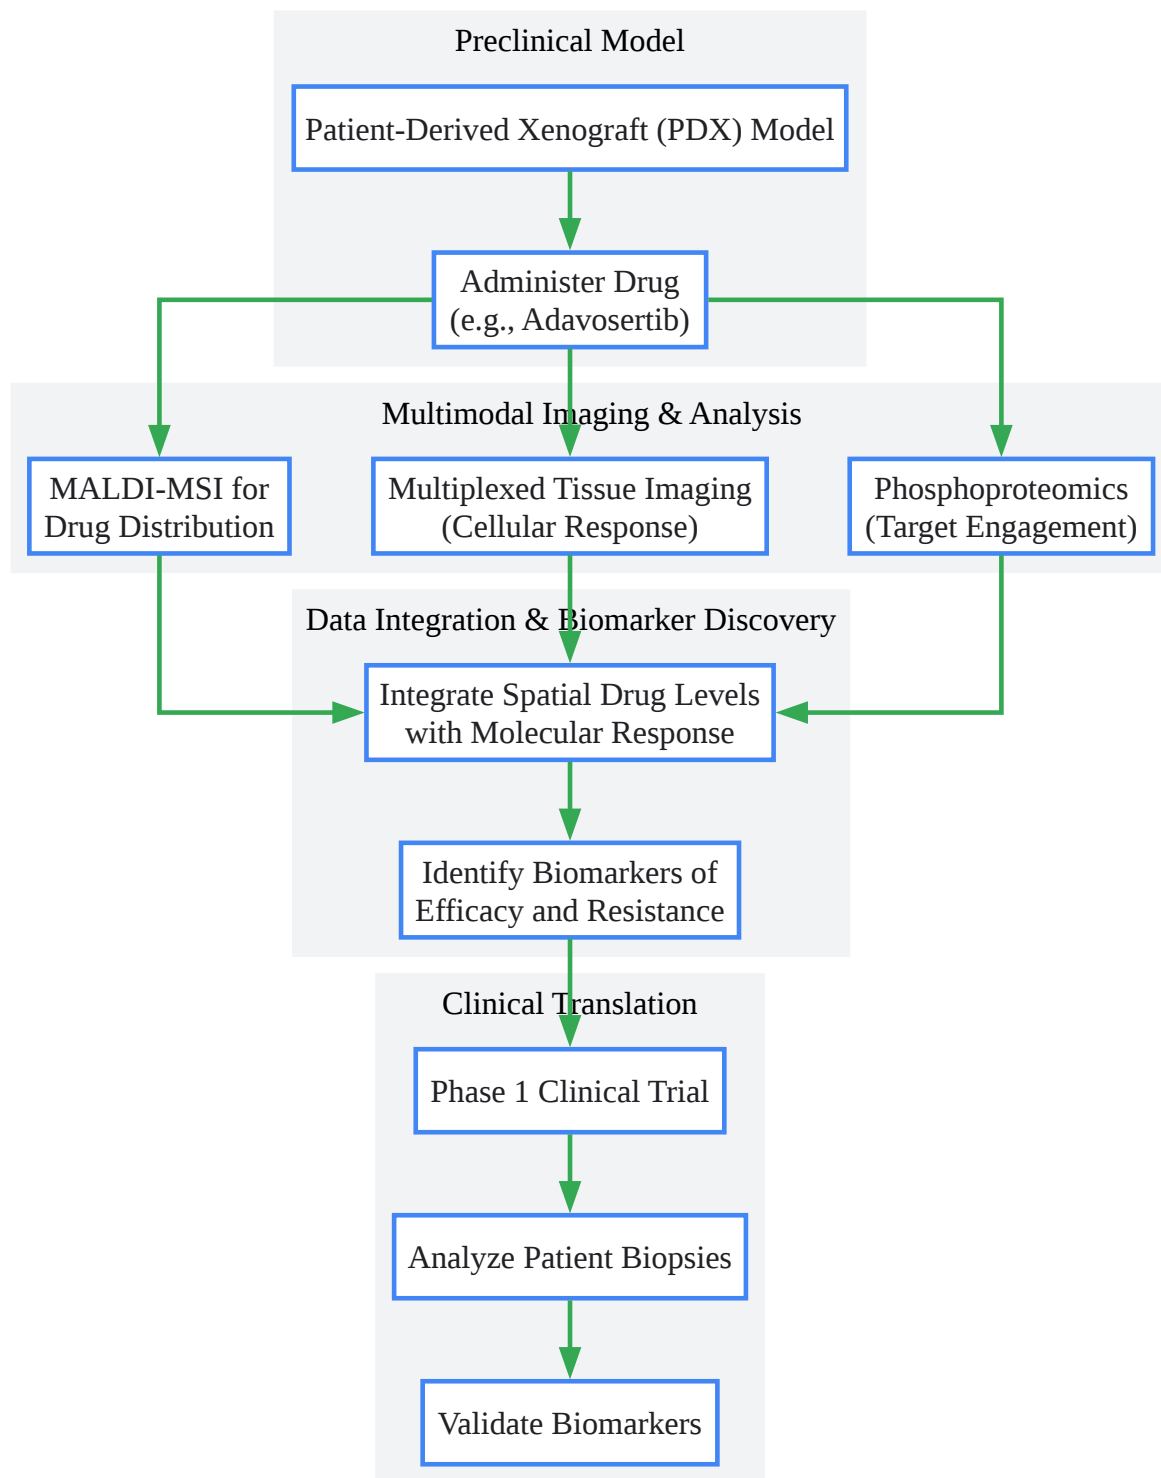 Preclinical Model
Patient-Derived Xenograft (PDX) Model
Administer Drug
(e.g., Adavosertib)
Multimodal Imaging & Analysis
MALDI-MSI for
Drug Distribution
Multiplexed Tissue Imaging
(Cellular Response)
Phosphoproteomics
(Target Engagement)
Data Integration & Biomarker Discovery
Integrate Spatial Drug Levels
with Molecular Response
Identify Biomarkers of
Efficacy and Resistance
Clinical Translation
Phase 1 Clinical Trial
Analyze Patient Biopsies
Validate Biomarkers